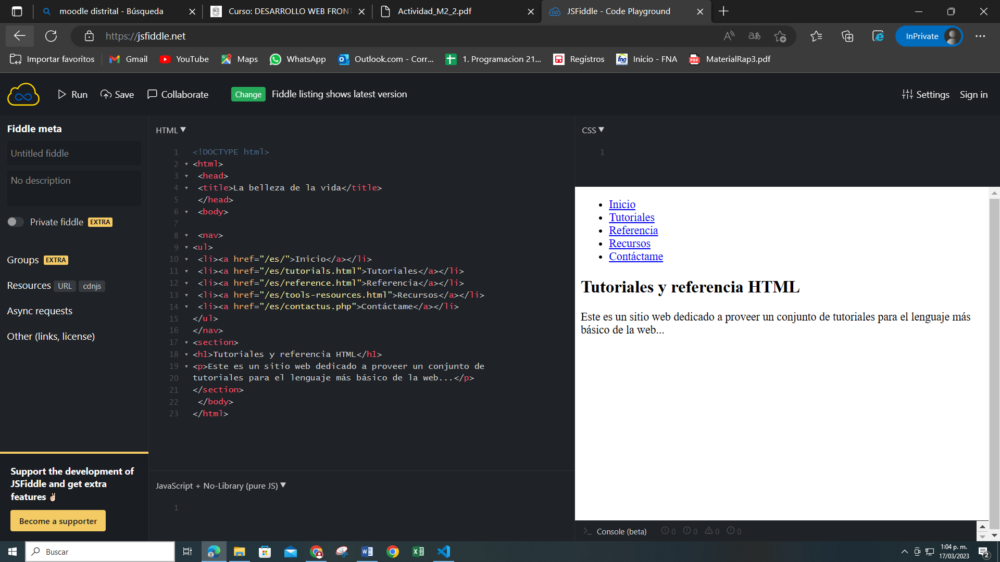 moodle distrital - Búsqueda
Curso: DESARROLLO WEB FRONT
Actividad_M2_2.pdf
JSFiddle - Code Playground
https://jsfiddle.net
InPrivate
Importar favoritos
Gmail
YouTube
Maps
WhatsApp
Outlook.com - Corr...
1. Programacion 21...
Registros
Inicio - FNA
MaterialRap3.pdf
Run
Save
Collaborate
Change
Fiddle listing shows latest version
Settings
Sign in
Fiddle meta
Untitled fiddle
No description
Private fiddle EXTRA
Groups EXTRA
Resources URL cdnjs
Async requests
Other (links, license)
Support the development of
JSFiddle and get extra
features
Become a supporter
HTML
1 <!DOCTYPE html>
2 <html>
3 <head>
4 <title>La belleza de la vida</title>
5 </head>
6 <body>
7
8 <nav>
9 <ul>
10 <li><a href="/es/">Inicio</a></li>
11 <li><a href="/es/tutorials.html">Tutoriales</a></li>
12 <li><a href="/es/reference.html">Referencia</a></li>
13 <li><a href="/es/tools-resources.html">Recursos</a></li>
14 <li><a href="/es/contactus.php">Contáctame</a></li>
15 </ul>
16 </nav>
17 <section>
18 <h1>Tutoriales y referencia HTML</h1>
19 <p>Este es un sitio web dedicado a proveer un conjunto de
20 tutoriales para el lenguaje más básico de la web...</p>
21 </section>
22 </body>
23 </html>
JavaScript + No-Library (pure JS)
1
CSS
1
Inicio
Tutoriales
Referencia
Recursos
Contáctame
Tutoriales y referencia HTML
Este es un sitio web dedicado a proveer un conjunto de tutoriales para el lenguaje más
básico de la web...
Console (beta) 0 0 0 0
Buscar
1:04 p. m.
17/03/2023
2